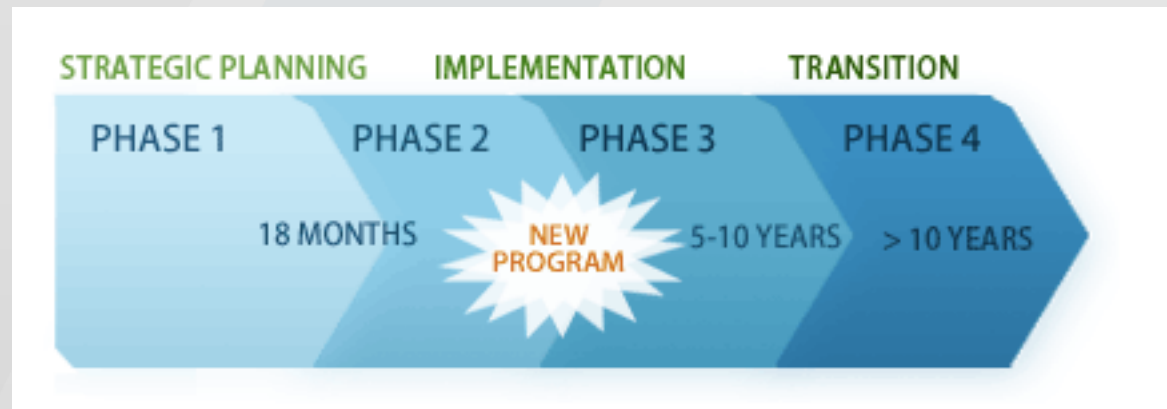 STRATEGIC PLANNING IMPLEMENTATION TRANSITION
PHASE 1 PHASE 2 PHASE 3 PHASE 4
18 MONTHS NEW PROGRAM 5-10 YEARS > 10 YEARS